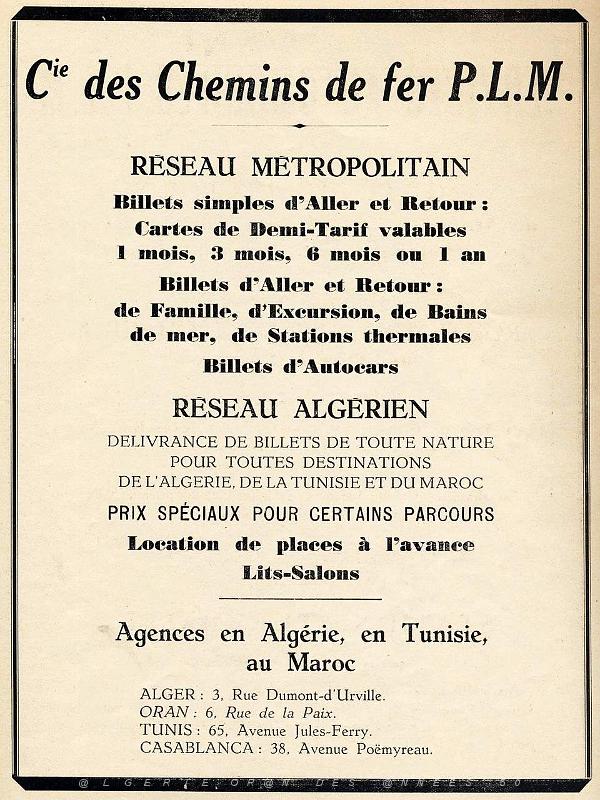 Cie des Chemins de fer P.L.M.
RÉSEAU MÉTROPOLITAIN
Billets simples d'Aller et Retour :
Cartes de Demi-Tarif valables
1 mois, 3 mois, 6 mois ou 1 an
Billets d'Aller et Retour :
de Famille, d'Excursion, de Bains
de mer, de Stations thermales
Billets d'Autocars
RÉSEAU ALGÉRIEN
DELIVRANCE DE BILLETS DE TOUTE NATURE
POUR TOUTES DESTINATIONS
DE L'ALGERIE, DE LA TUNISIE ET DU MAROC
PRIX SPÉCIAUX POUR CERTAINS PARCOURS
Location de places à l'avance
Lits-Salons
Agences en Algérie, en Tunisie,
au Maroc
ALGER : 3, Rue Dumont-d'Urville.
ORAN : 6, Rue de la Paix.
TUNIS : 65, Avenue Jules-Ferry.
CASABLANCA : 38, Avenue Poëmyreau.
@LGERIE OR@N DES @NNEES 50